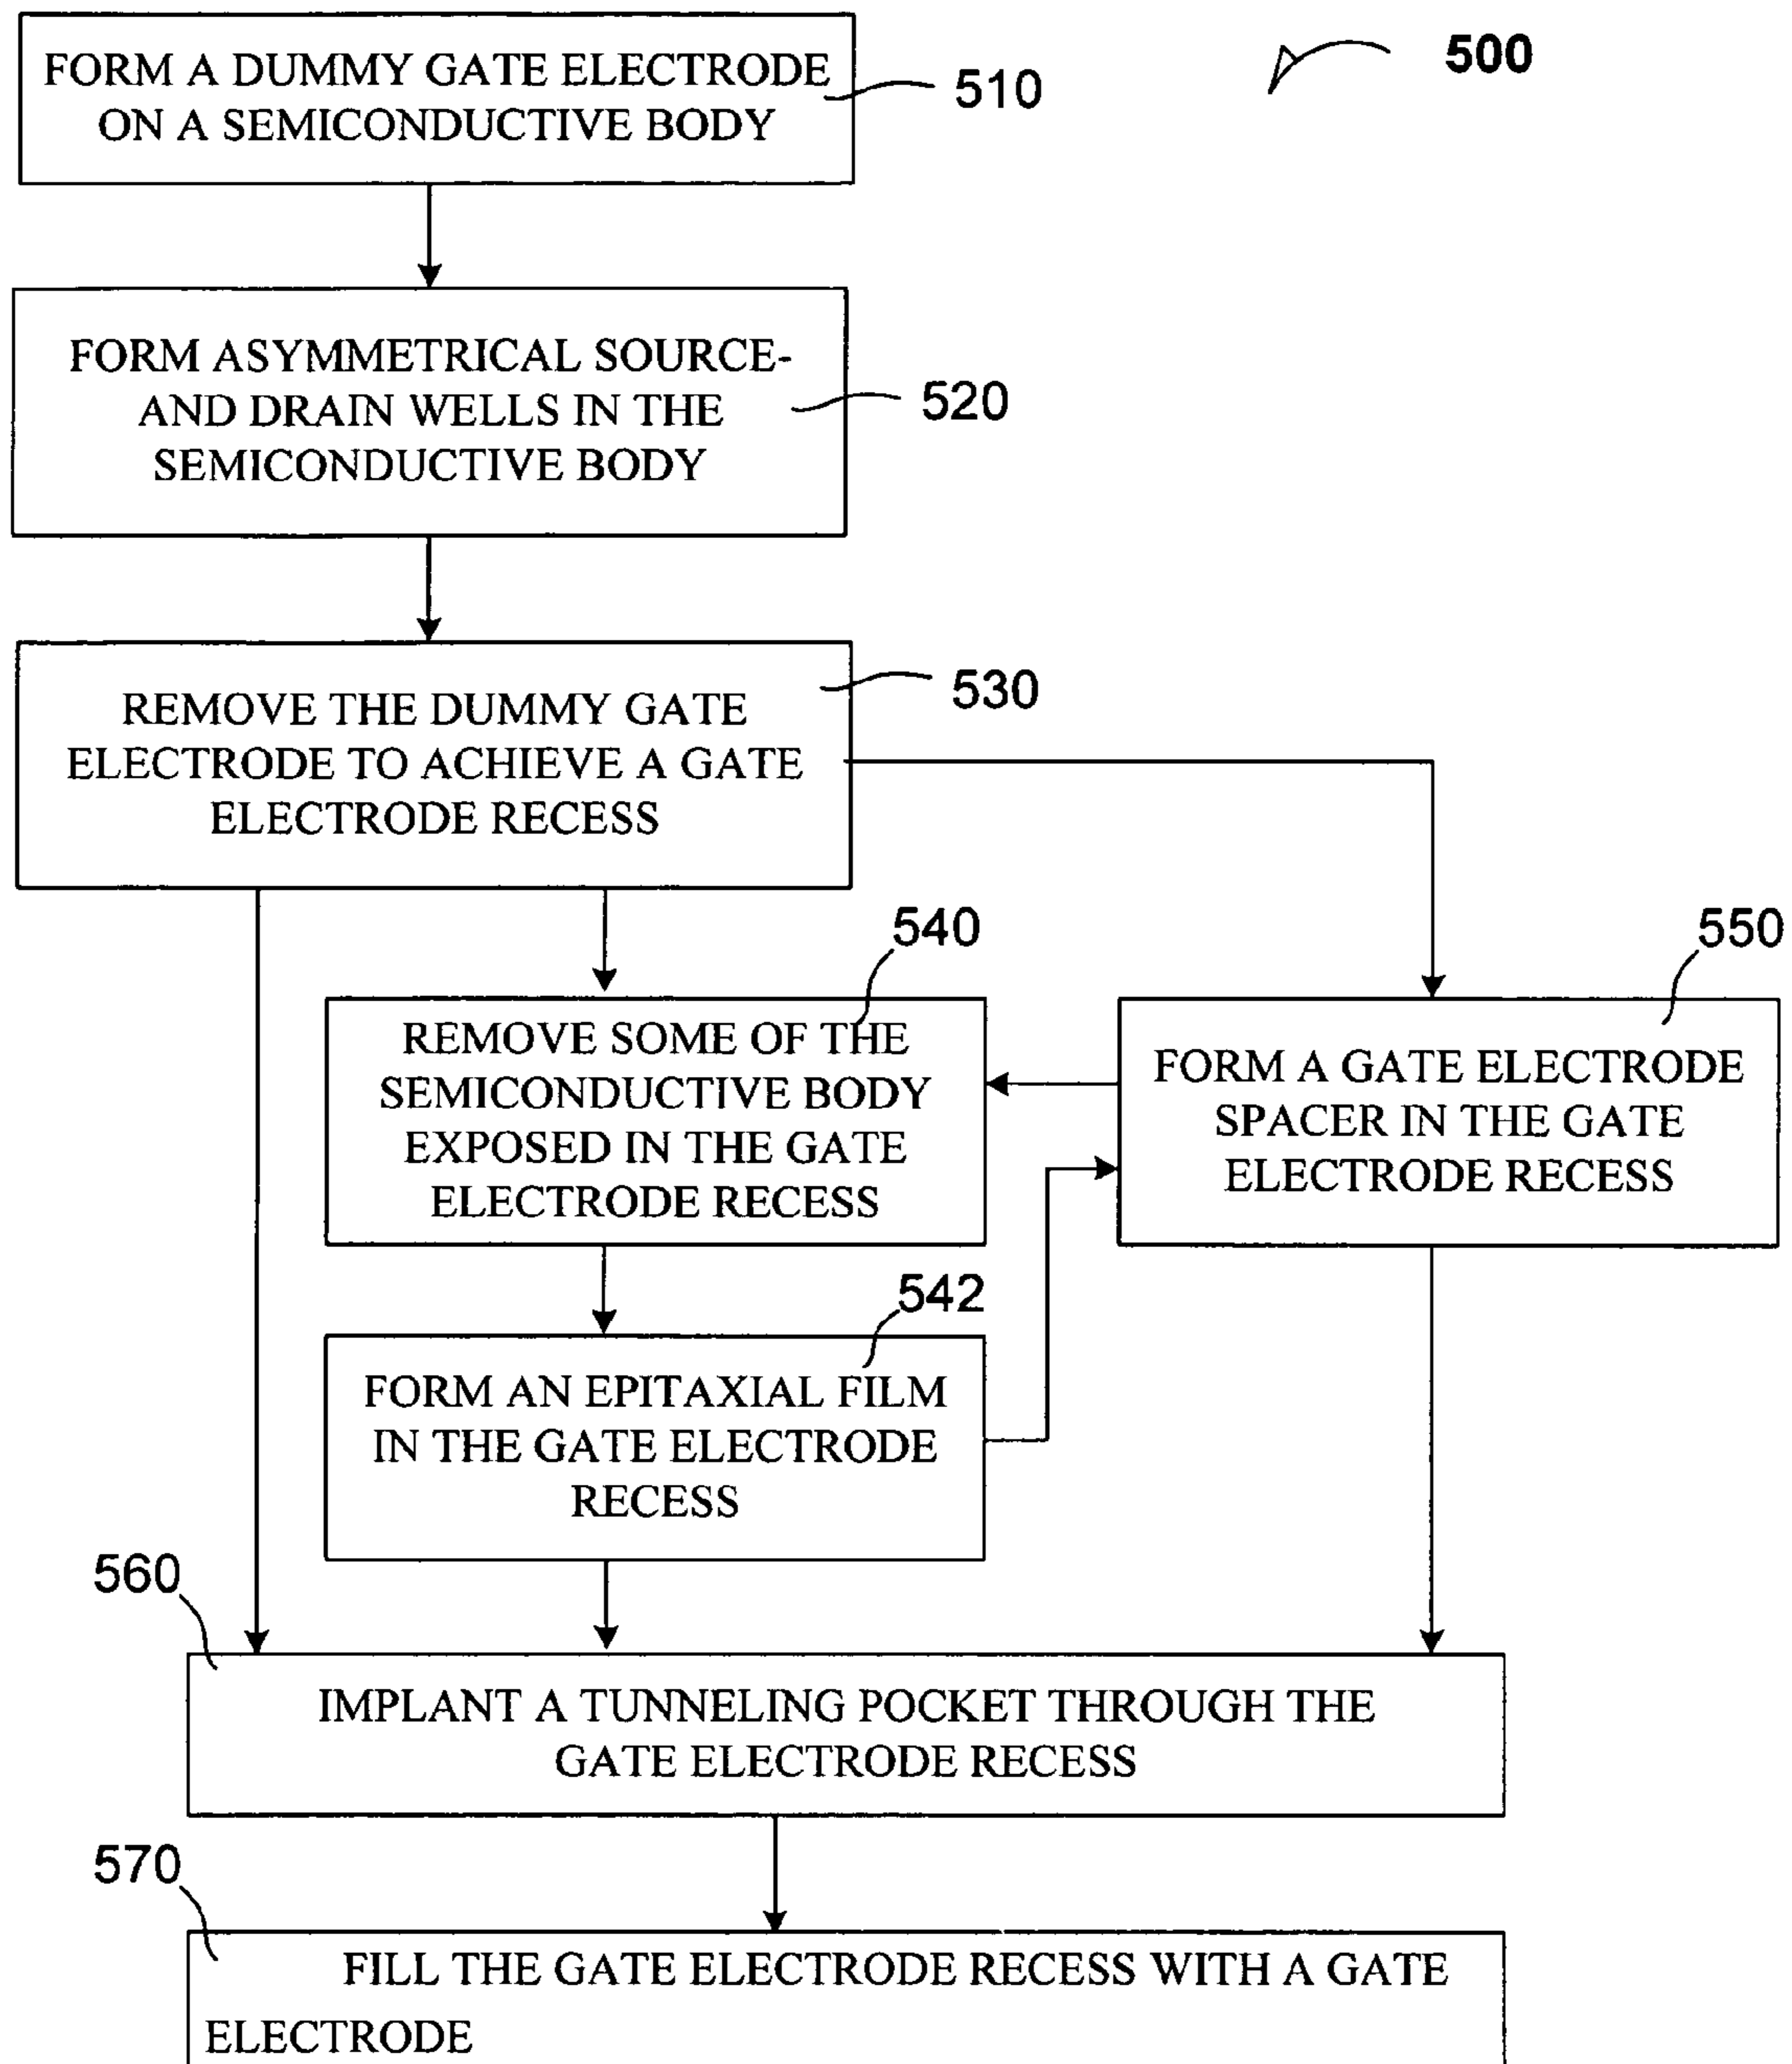 500
FORM A DUMMY GATE ELECTRODE
ON A SEMICONDUCTIVE BODY
510
FORM ASYMMETRICAL SOURCE-
AND DRAIN WELLS IN THE
SEMICONDUCTIVE BODY
520
REMOVE THE DUMMY GATE
ELECTRODE TO ACHIEVE A GATE
ELECTRODE RECESS
530
540
REMOVE SOME OF THE
SEMICONDUCTIVE BODY
EXPOSED IN THE GATE
ELECTRODE RECESS
550
FORM A GATE ELECTRODE
SPACER IN THE GATE
ELECTRODE RECESS
542
FORM AN EPITAXIAL FILM
IN THE GATE ELECTRODE
RECESS
560
IMPLANT A TUNNELING POCKET THROUGH THE
GATE ELECTRODE RECESS
570
FILL THE GATE ELECTRODE RECESS WITH A GATE
ELECTRODE